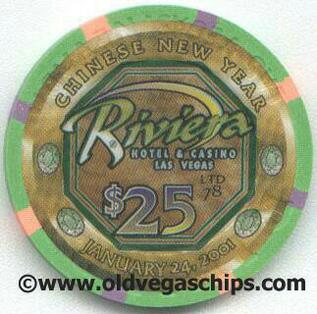 CHINESE NEW YEAR
Riviera
HOTEL & CASINO
LAS VEGAS
LTD
78
$25
JANUARY 24, 2001
©www.oldvegaschips.com